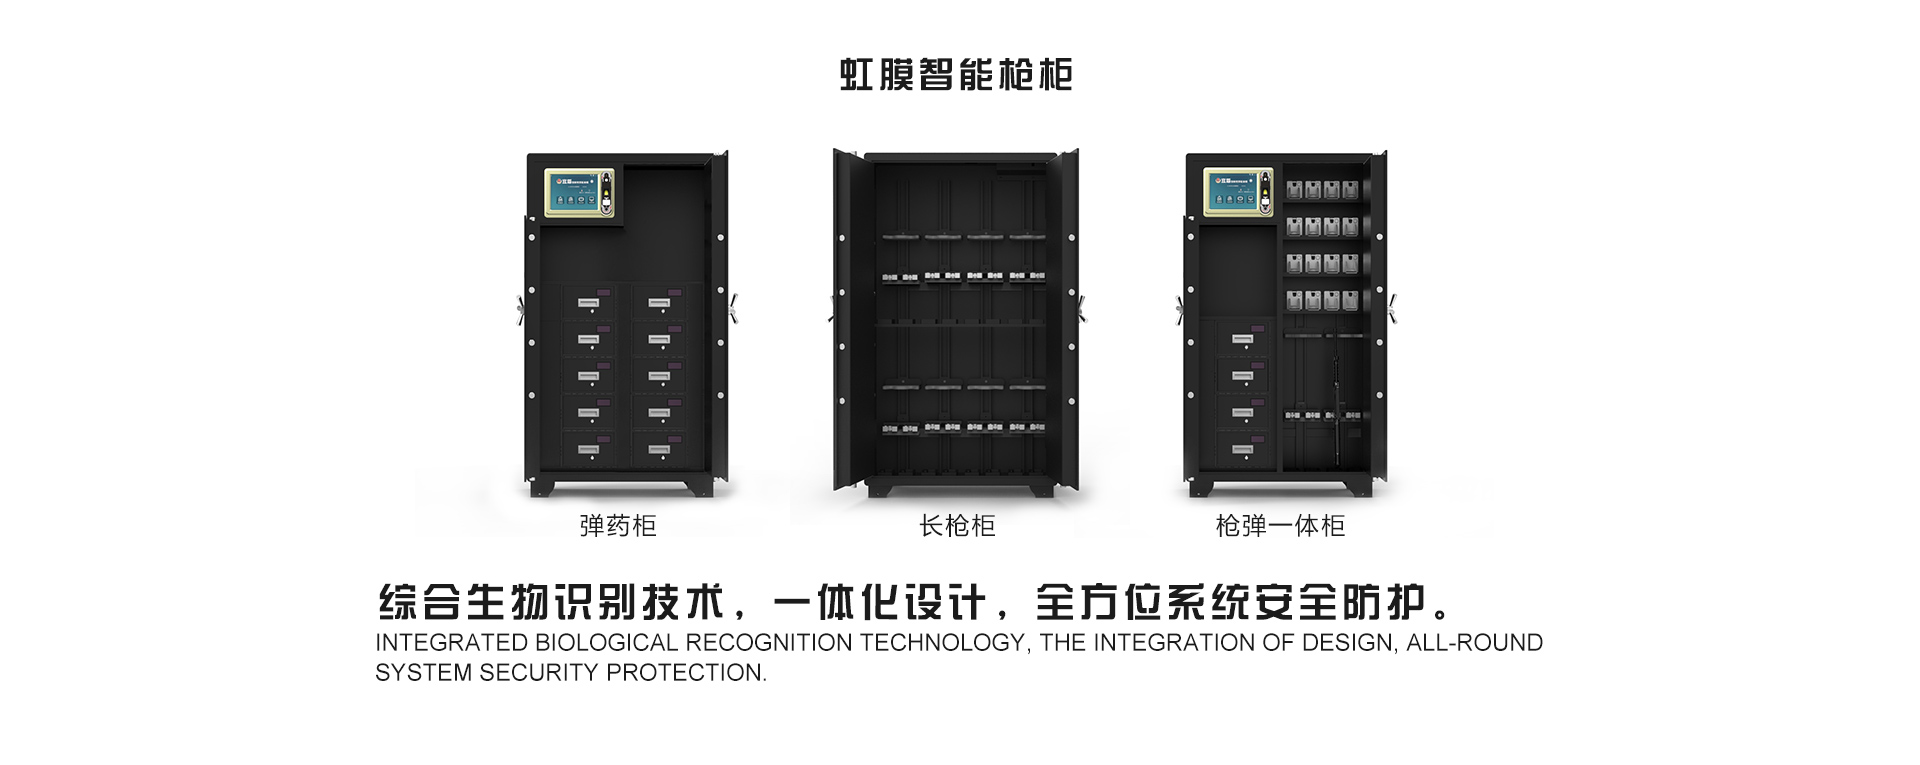 虹膜智能枪柜
弹药柜
长枪柜
枪弹一体柜
综合生物识别技术，一体化设计，全方位系统安全防护。
INTEGRATED BIOLOGICAL RECOGNITION TECHNOLOGY, THE INTEGRATION OF DESIGN, ALL-ROUND
SYSTEM SECURITY PROTECTION.